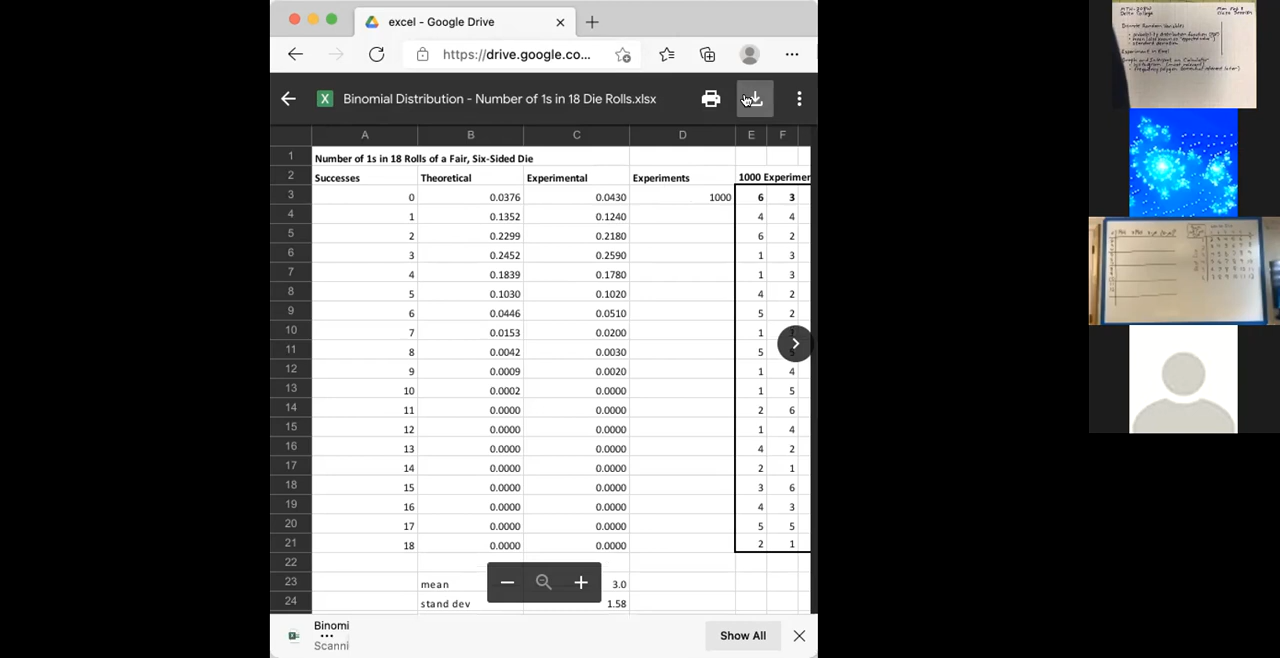 excel - Google Drive
https://drive.google.co...
Binomial Distribution - Number of 1s in 18 Die Rolls.xlsx
A B C D E F
1 Number of 1s in 18 Rolls of a Fair, Six-Sided Die
2 Successes Theoretical Experimental Experiments 1000 Experimer
3 0 0.0376 0.0430 1000 6 3
4 1 0.1352 0.1240 4 4
5 2 0.2299 0.2180 6 2
6 3 0.2452 0.2590 1 3
7 4 0.1839 0.1780 1 3
8 5 0.1030 0.1020 4 2
9 6 0.0446 0.0510 5 2
10 7 0.0153 0.0200 1
11 8 0.0042 0.0030 5
12 9 0.0009 0.0020 1 4
13 10 0.0002 0.0000 1 5
14 11 0.0000 0.0000 2 6
15 12 0.0000 0.0000 1 4
16 13 0.0000 0.0000 4 2
17 14 0.0000 0.0000 2 1
18 15 0.0000 0.0000 3 6
19 16 0.0000 0.0000 4 3
20 17 0.0000 0.0000 5 5
21 18 0.0000 0.0000 2 1
22
23 mean 3.0
24 stand dev 1.58
Binomi
...
Scanni
Show All
Discrete Random Variables
Experiment in Excel